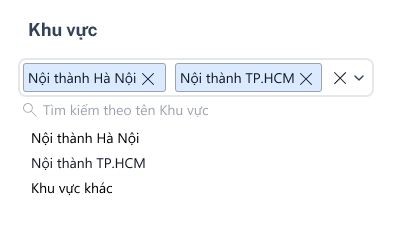 Khu vực
Nội thành Hà Nội Nội thành TP.HCM
Tìm kiếm theo tên Khu vực
Nội thành Hà Nội
Nội thành TP.HCM
Khu vực khác